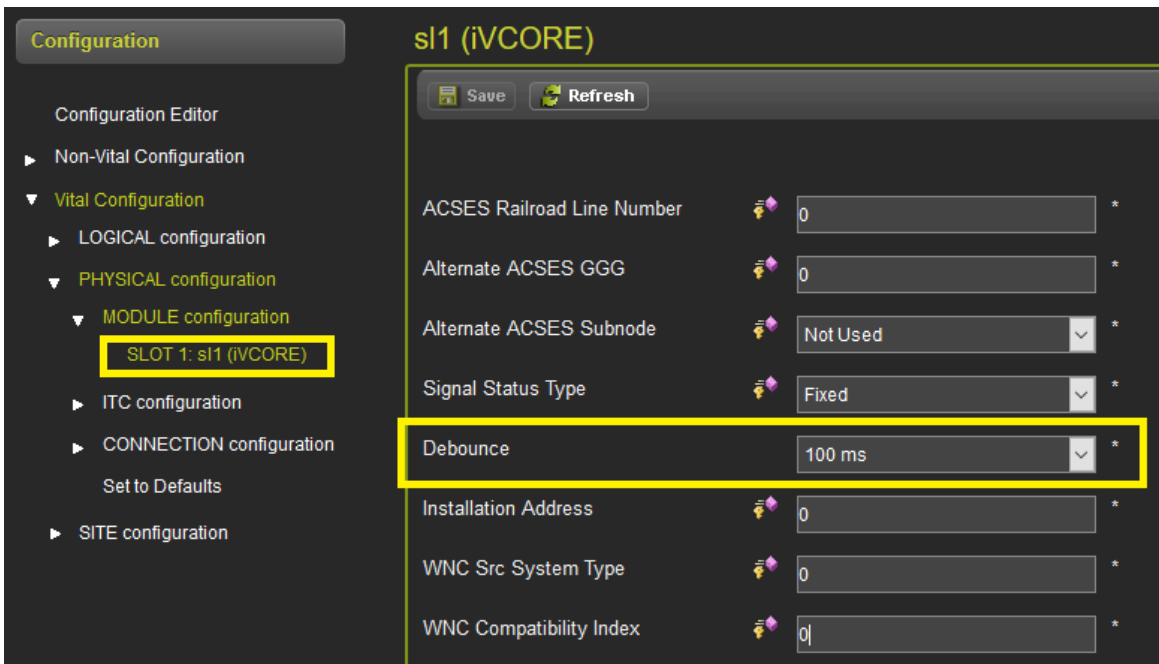 Configuration
Configuration Editor
Non-Vital Configuration
Vital Configuration
LOGICAL configuration
PHYSICAL configuration
MODULE configuration
SLOT 1: sl1 (iVCORE)
ITC configuration
CONNECTION configuration
Set to Defaults
SITE configuration
sl1 (iVCORE)
Save Refresh
ACSES Railroad Line Number 0 *
Alternate ACSES GGG 0 *
Alternate ACSES Subnode Not Used *
Signal Status Type Fixed *
Debounce 100 ms *
Installation Address 0 *
WNC Src System Type 0 *
WNC Compatibility Index 0 *